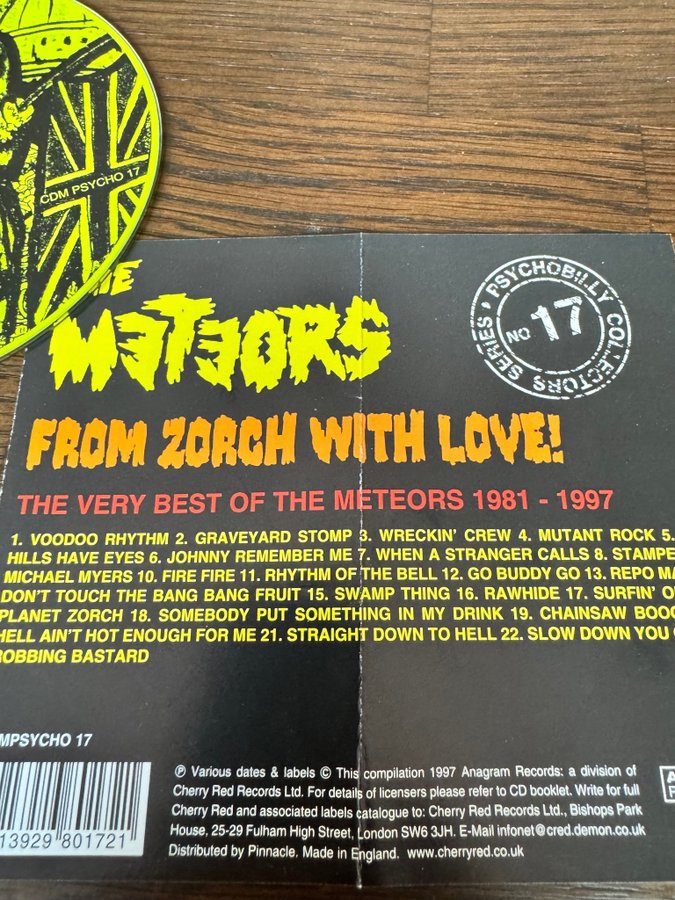 CDM PSYCHO 17
THE
METEORS
PSYCHOBILLY COLLECTORS SERIES
NO 17
FROM ZORCH WITH LOVE!
THE VERY BEST OF THE METEORS 1981 - 1997
1. VOODOO RHYTHM 2. GRAVEYARD STOMP 3. WRECKIN' CREW 4. MUTANT ROCK 5.
HILLS HAVE EYES 6. JOHNNY REMEMBER ME 7. WHEN A STRANGER CALLS 8. STAMPE
MICHAEL MYERS 10. FIRE FIRE 11. RHYTHM OF THE BELL 12. GO BUDDY GO 13. REPO MA
DON'T TOUCH THE BANG BANG FRUIT 15. SWAMP THING 16. RAWHIDE 17. SURFIN' O
PLANET ZORCH 18. SOMEBODY PUT SOMETHING IN MY DRINK 19. CHAINSAW BOOG
HELL AIN'T HOT ENOUGH FOR ME 21. STRAIGHT DOWN TO HELL 22. SLOW DOWN YOU
ROBBING BASTARD
MPSYCHO 17
℗ Various dates & labels © This compilation 1997 Anagram Records: a division of
Cherry Red Records Ltd. For details of licensers please refer to CD booklet. Write for full
Cherry Red and associated labels catalogue to: Cherry Red Records Ltd., Bishops Park
House, 25-29 Fulham High Street, London SW6 3JH. E-Mail infonet@cred.demon.co.uk
Distributed by Pinnacle. Made in England. www.cherryred.co.uk
13929 801721